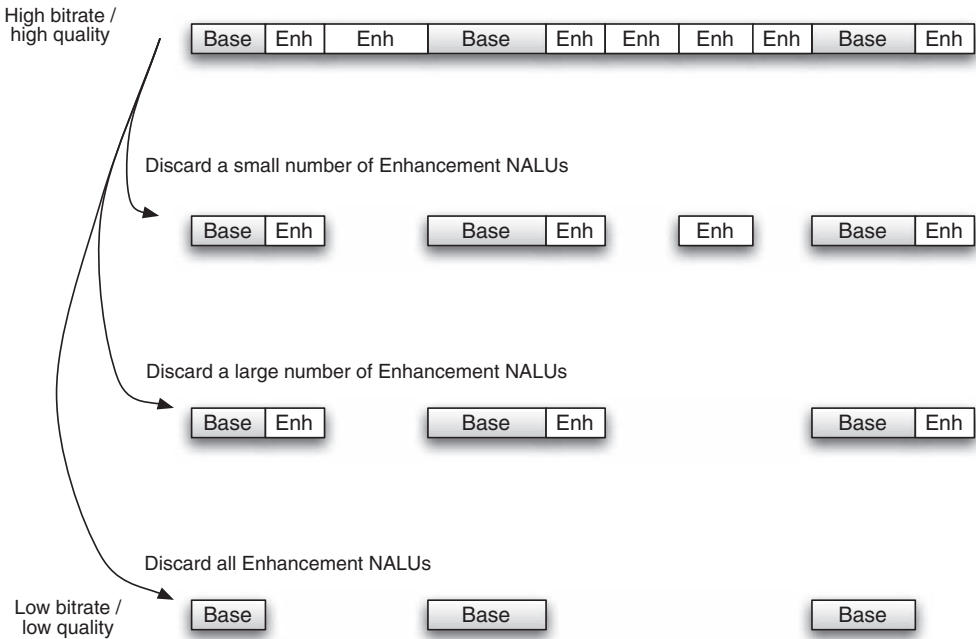 High bitrate /
high quality
Base Enh Enh Base Enh Enh Enh Enh Base Enh
Discard a small number of Enhancement NALUs
Base Enh Base Enh Enh Base Enh
Discard a large number of Enhancement NALUs
Base Enh Base Enh Base Enh
Discard all Enhancement NALUs
Low bitrate /
low quality
Base Base Base